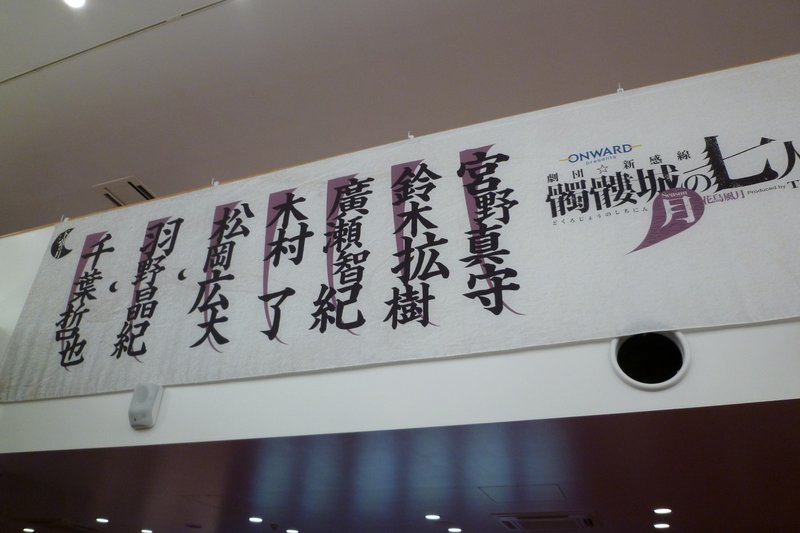 ONWARD
presents
劇団☆新感線
髑髏城の七人
どくろじょうのしちにん
Season
月
花鳥風月
Produced by T
宮野真守
鈴木拡樹
廣瀬智紀
木村了
松岡広大
羽野晶紀
千葉哲也